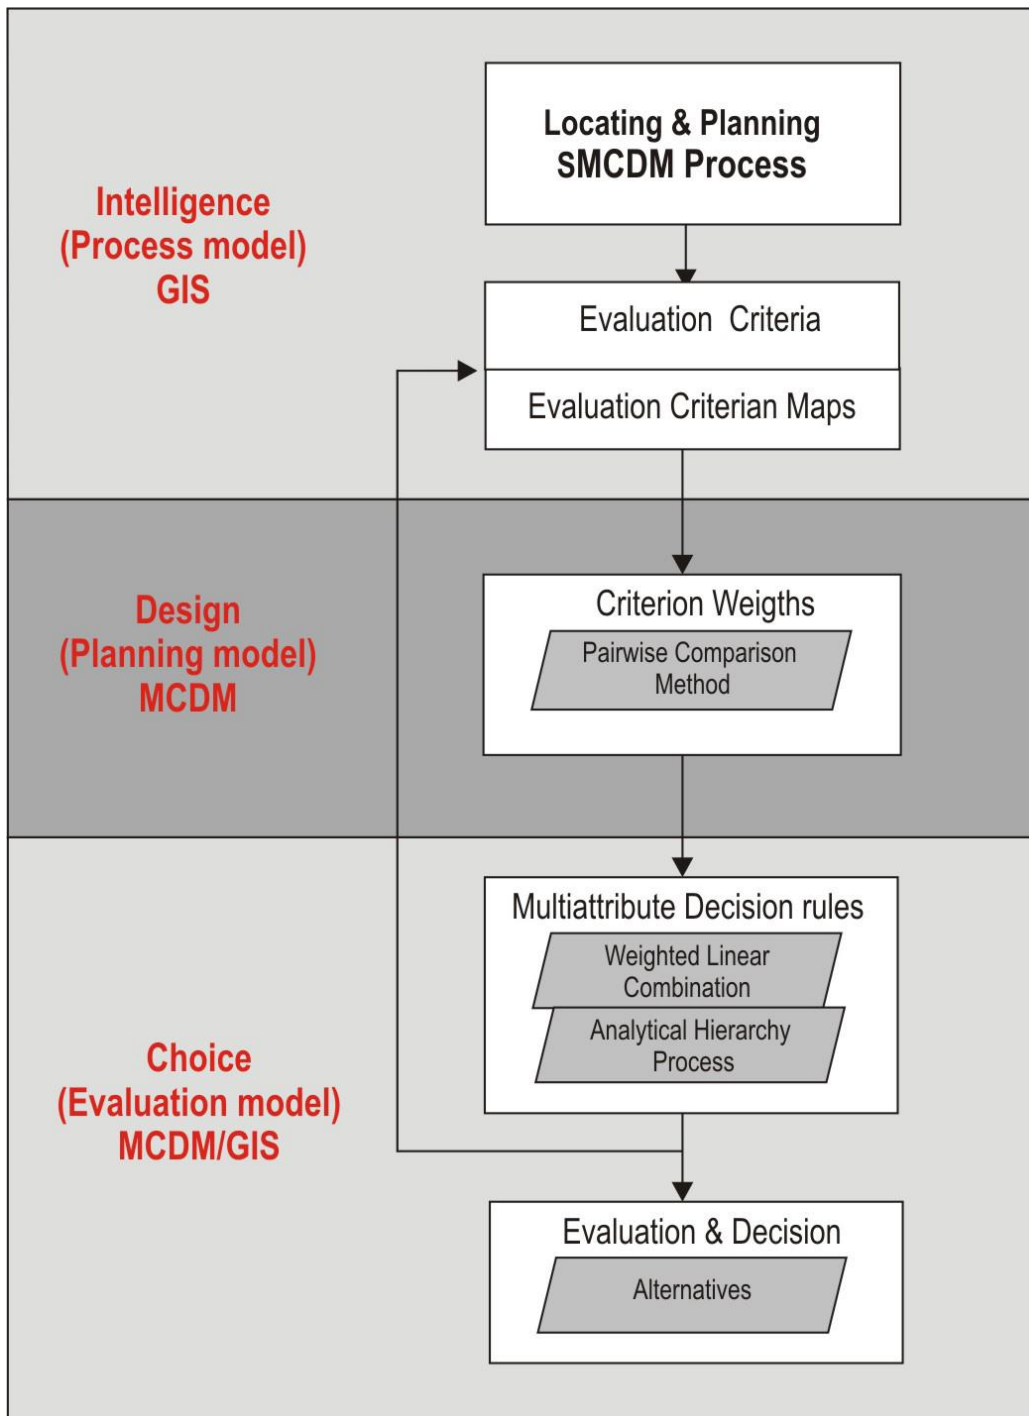 Locating & Planning
SMCDM Process
Intelligence
(Process model)
GIS
Evaluation Criteria
Evaluation Criterian Maps
Design
(Planning model)
MCDM
Criterion Weigths
Pairwise Comparison
Method
Multiattribute Decision rules
Weighted Linear
Combination
Analytical Hierarchy
Process
Choice
(Evaluation model)
MCDM/GIS
Evaluation & Decision
Alternatives